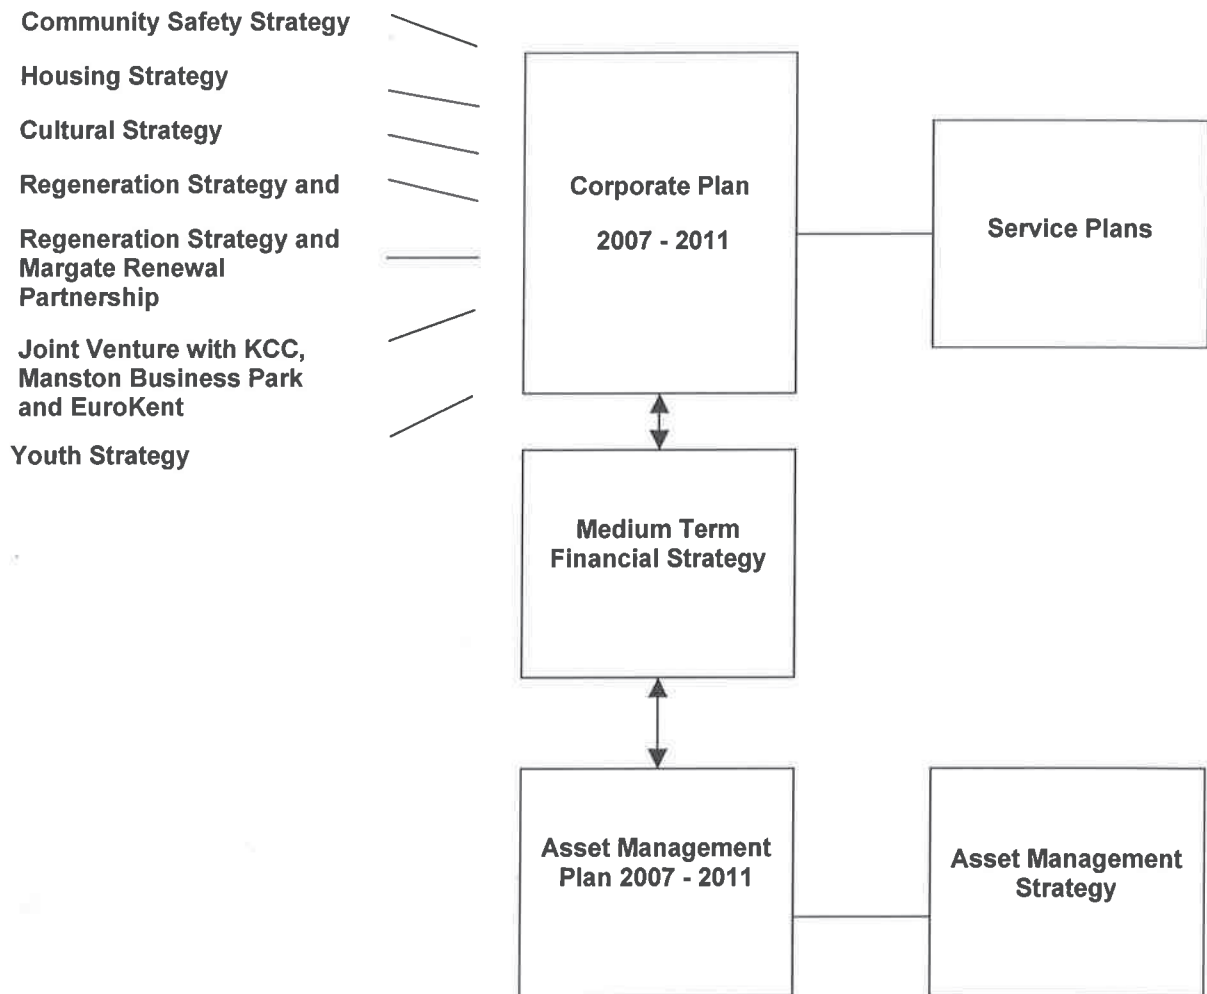 Community Safety Strategy
Housing Strategy
Cultural Strategy
Regeneration Strategy and
Regeneration Strategy and
Margate Renewal
Partnership
Joint Venture with KCC,
Manston Business Park
and EuroKent
Youth Strategy
Corporate Plan
2007 - 2011
Service Plans
Medium Term
Financial Strategy
Asset Management
Plan 2007 - 2011
Asset Management
Strategy